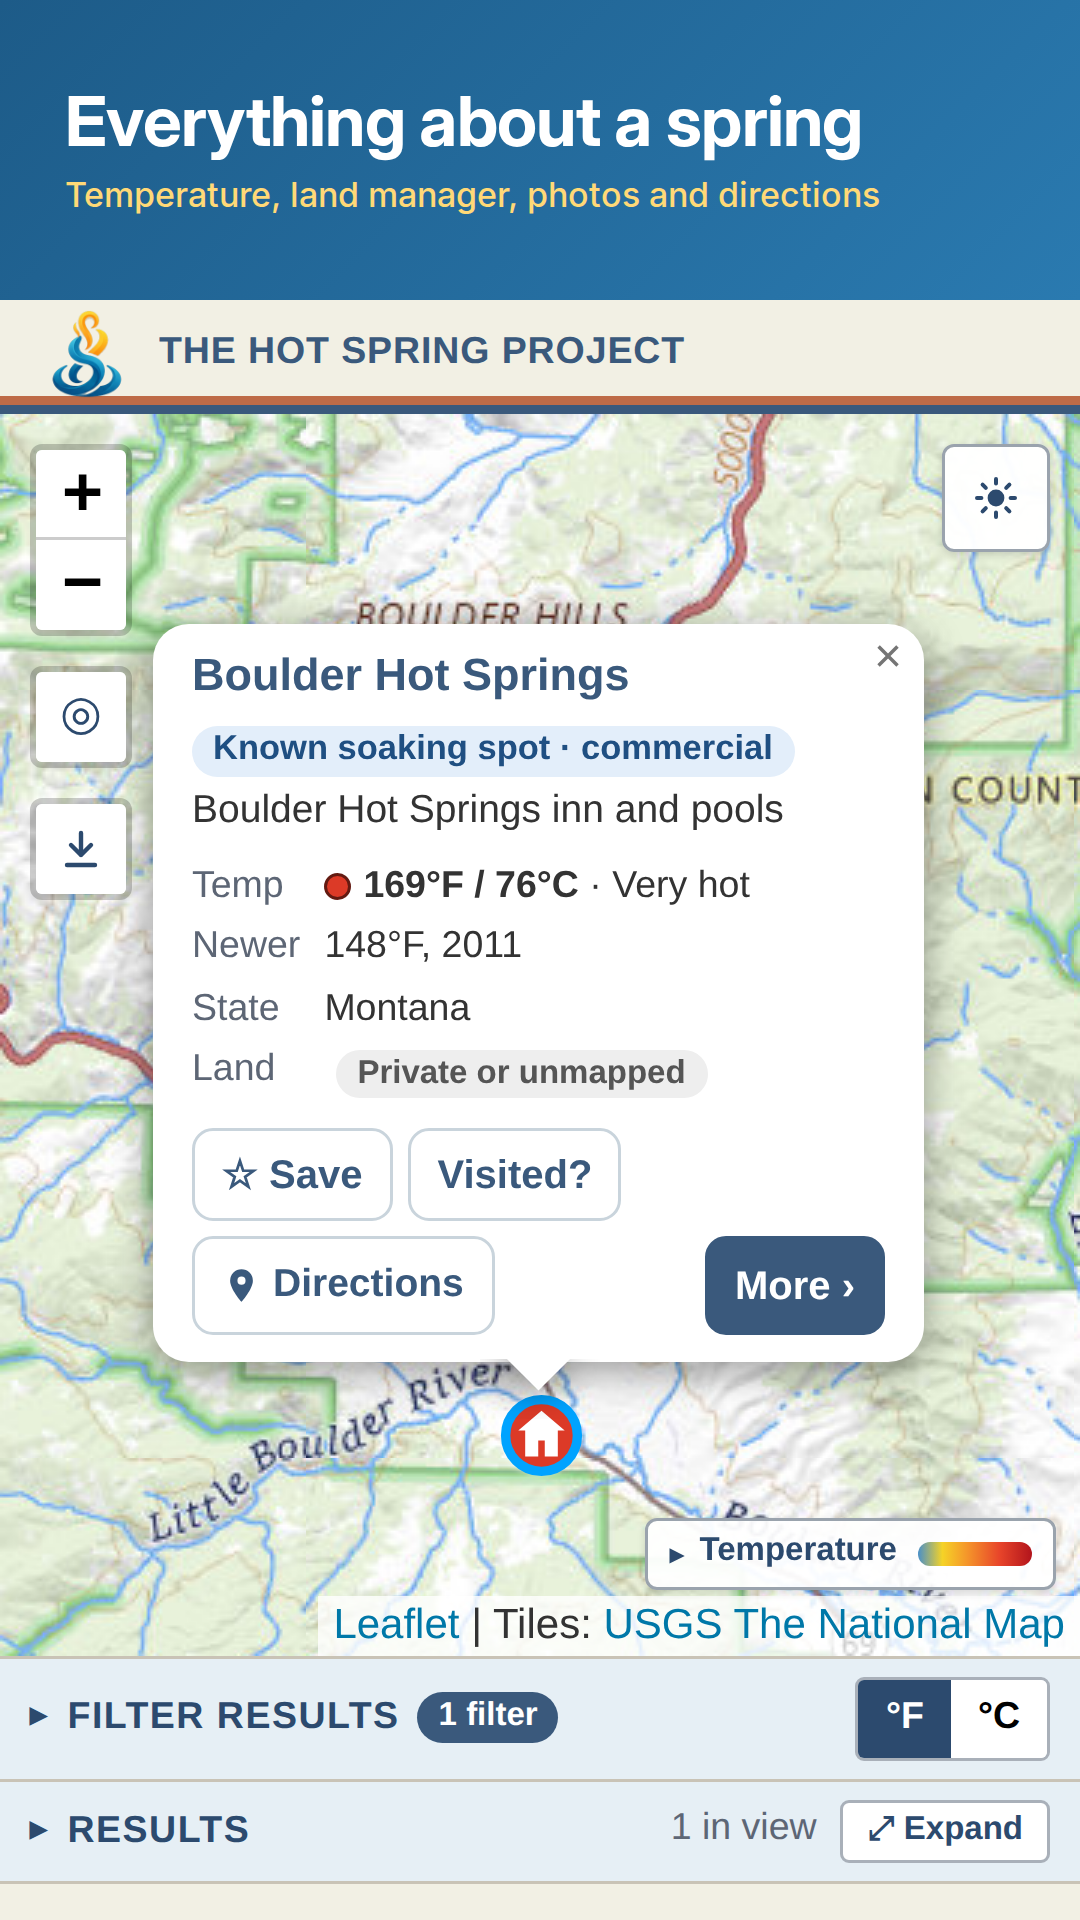 Everything about a spring
Temperature, land manager, photos and directions
THE HOT SPRING PROJECT
5000
+
−
BOULDER HILLS
×
Boulder Hot Springs
Known soaking spot · commercial
Boulder Hot Springs inn and pools
N COUNT
Temp 169°F / 76°C · Very hot
Newer 148°F, 2011
State Montana
Land Private or unmapped
☆ Save Visited?
Directions More ›
Little Boulder River
▸ Temperature
69
Leaflet | Tiles: USGS The National Map
▸ FILTER RESULTS 1 filter °F °C
▸ RESULTS 1 in view ⤢ Expand